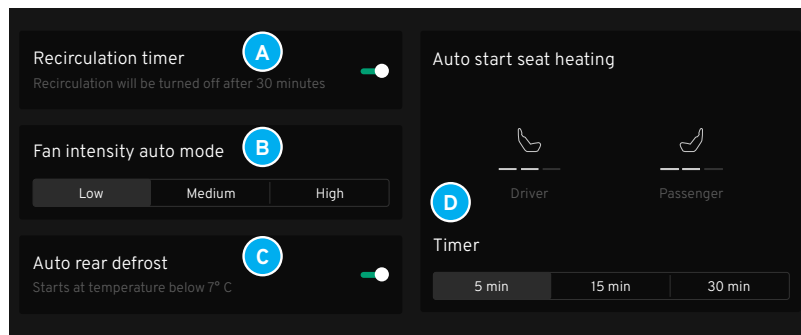 Recirculation timer
A
Recirculation will be turned off after 30 minutes
Fan intensity auto mode
B
Low Medium High
Auto rear defrost
C
Starts at temperature below 7° C
Auto start seat heating
Driver Passenger
D
Timer
5 min 15 min 30 min